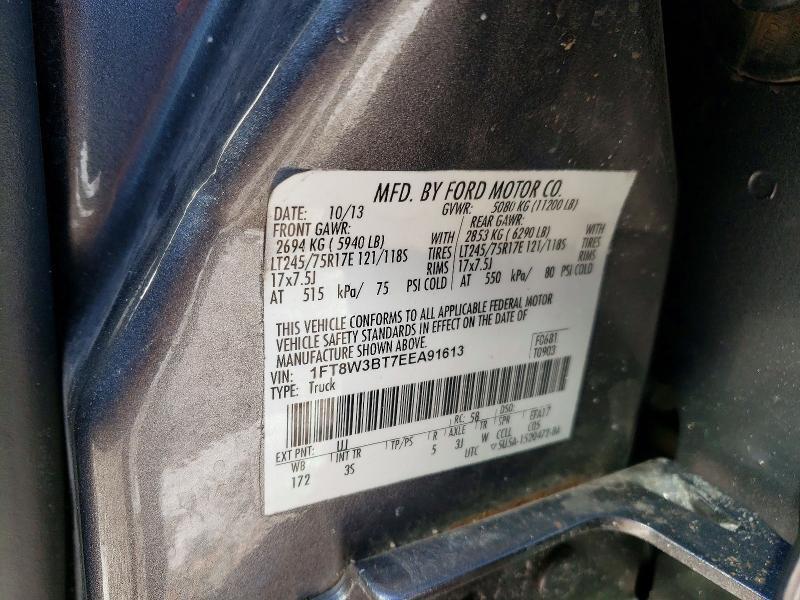 MFD. BY FORD MOTOR CO.
DATE: 10/13 GVWR: 5080 KG (11200 LB)
FRONT GAWR: REAR GAWR:
2694 KG ( 5940 LB) WITH 2853 KG ( 6290 LB) WITH
LT245/75R17E 121/118S TIRES LT245/75R17E 121/118S TIRES
17x7.5J RIMS 17x7.5J RIMS
AT 515 kPa/ 75 PSI COLD AT 550 kPa/ 80 PSI COLD
THIS VEHICLE CONFORMS TO ALL APPLICABLE FEDERAL MOTOR
VEHICLE SAFETY STANDARDS IN EFFECT ON THE DATE OF
MANUFACTURE SHOWN ABOVE.
FC681
T0903
VIN: 1FT8W3BT7EEA91613
TYPE: Truck
EXT PNT: UJ RC: 58 DSO:
WB INT TR TP/PS R AXLE TR SPR EFA17
172 3S 5 3J W CCLL C05
UTC